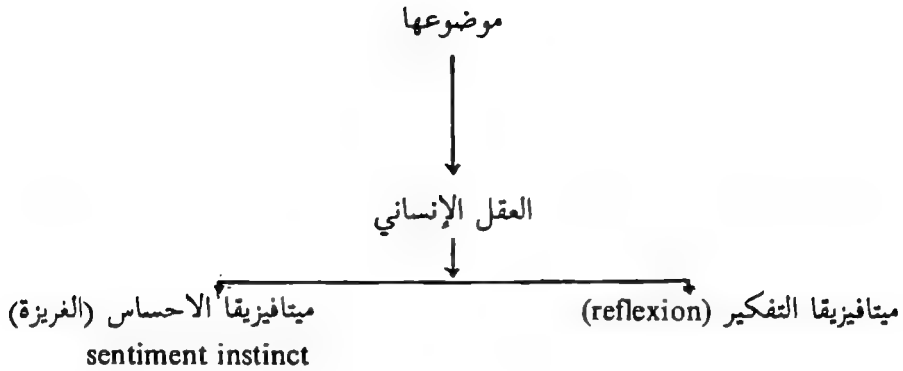 موضوعها
العقل الإنساني
ميتافيزيقا التفكير (reflexion)
ميتافيزيقا الاحساس (الغريزة)
sentiment instinct